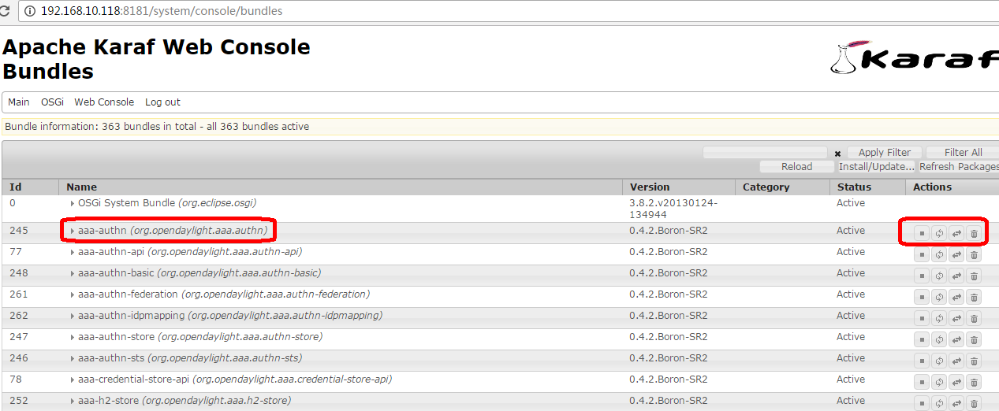 192.168.10.118:8181/system/console/bundles
Apache Karaf Web Console
Bundles
Karaf
Main OSGi Web Console Log out
Bundle information: 363 bundles in total - all 363 bundles active
Apply Filter Filter All
Reload Install/Update... Refresh Packages
Id Name Version Category Status Actions
0 OSGi System Bundle (org.eclipse.osgi) 3.8.2.v20130124- Active
134944
245 aaa-authn (org.opendaylight.aaa.authn) 0.4.2.Boron-SR2 Active
77 aaa-authn-api (org.opendaylight.aaa.authn-api) 0.4.2.Boron-SR2 Active
248 aaa-authn-basic (org.opendaylight.aaa.authn-basic) 0.4.2.Boron-SR2 Active
261 aaa-authn-federation (org.opendaylight.aaa.authn-federation) 0.4.2.Boron-SR2 Active
262 aaa-authn-idpmapping (org.opendaylight.aaa.authn-idpmapping) 0.4.2.Boron-SR2 Active
247 aaa-authn-store (org.opendaylight.aaa.authn-store) 0.4.2.Boron-SR2 Active
246 aaa-authn-sts (org.opendaylight.aaa.authn-sts) 0.4.2.Boron-SR2 Active
78 aaa-credential-store-api (org.opendaylight.aaa.credential-store-api) 0.4.2.Boron-SR2 Active
252 aaa-h2-store (org.opendaylight.aaa.h2-store) 0.4.2.Boron-SR2 Active